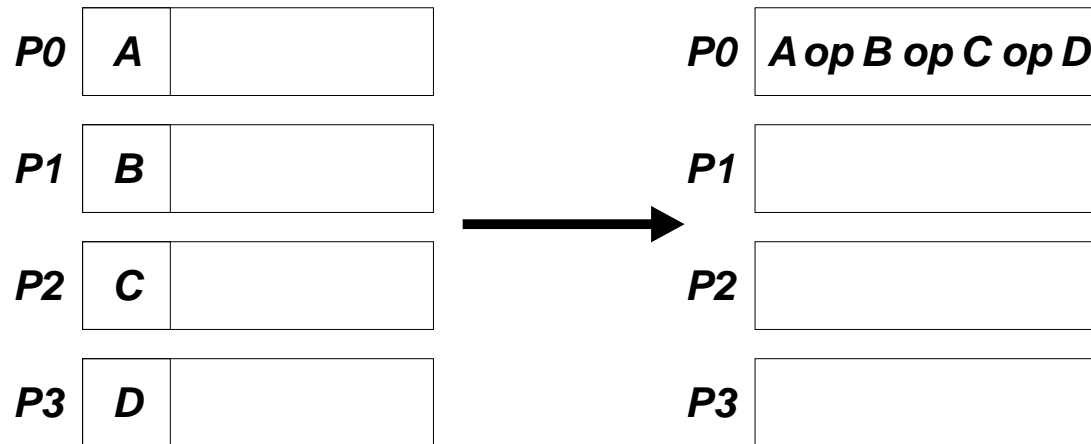 P0 A P0 A op B op C op D
P1 B P1
P2 C P2
P3 D P3